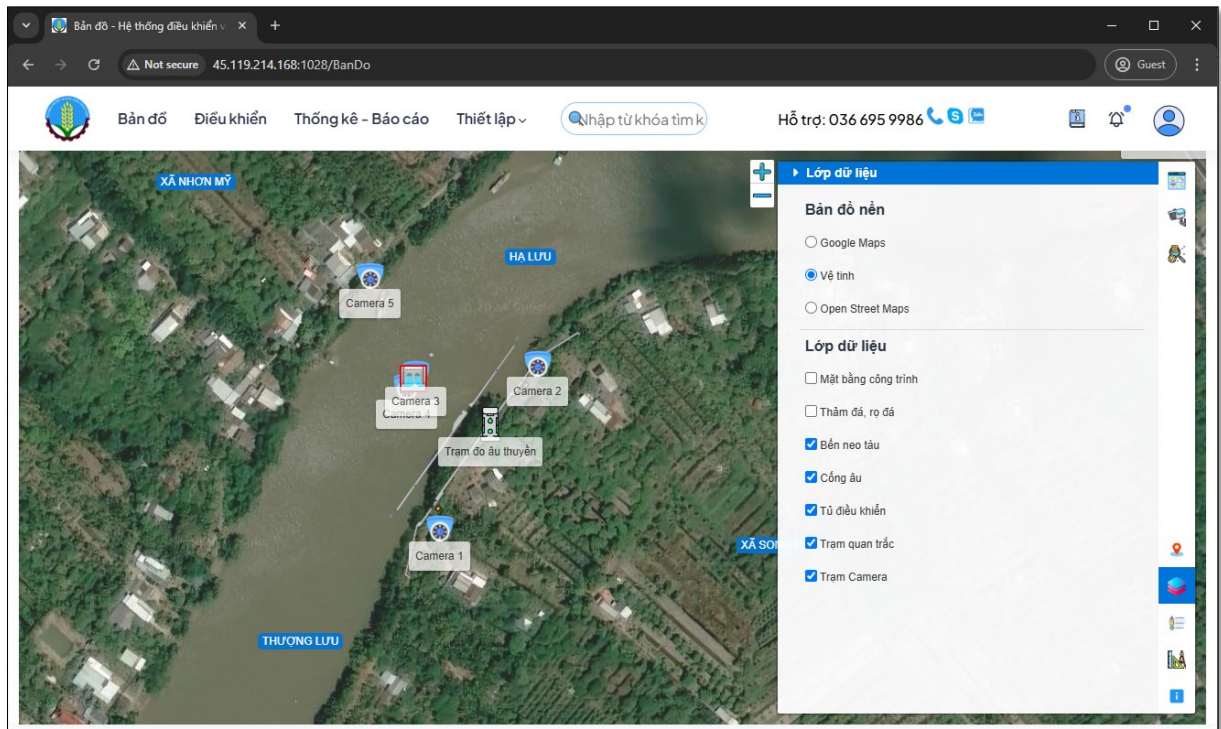 Bản đồ - Hệ thống điều khiển v
Not secure 45.119.214.168:1028/BanDo
Guest
Bản đồ Điều khiển Thống kê - Báo cáo Thiết lập Nhập từ khóa tìm k Hỗ trợ: 036 695 9986
XÃ NHƠN MỸ
HẠ LƯU
Camera 5
Camera 2
Camera 3
Camera 4
Trạm đo âu thuyền
Camera 1
XÃ SON
THƯỢNG LƯU
Lớp dữ liệu
Bản đồ nền
Google Maps
Vệ tinh
Open Street Maps
Lớp dữ liệu
Mặt bằng công trình
Thảm đá, rọ đá
Bến neo tàu
Cống âu
Tủ điều khiển
Trạm quan trắc
Trạm Camera